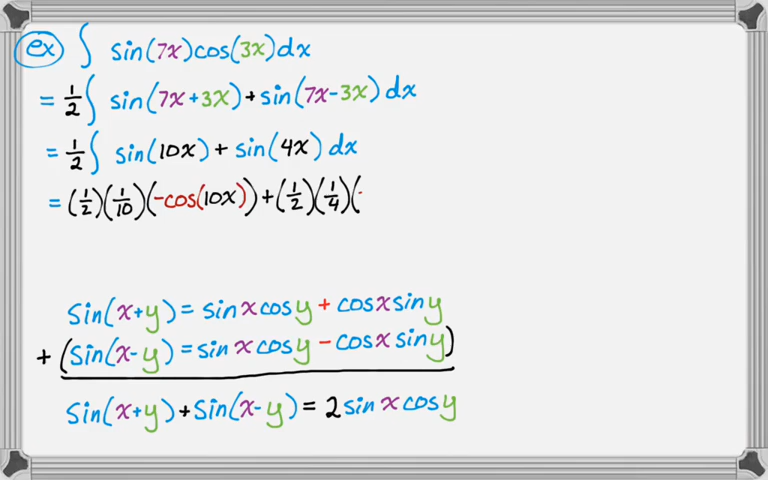 ex ∫ sin(7x)cos(3x)dx
= 1/2 ∫ sin(7x+3x)+sin(7x-3x)dx
= 1/2 ∫ sin(10x)+sin(4x)dx
= (1/2)(1/10)(-cos(10x))+(1/2)(1/4)(-
sin(x+y)=sinxcosy+cosxsiny
+(sin(x-y)=sinxcosy-cosxsiny)
sin(x+y)+sin(x-y)=2sinxcosy